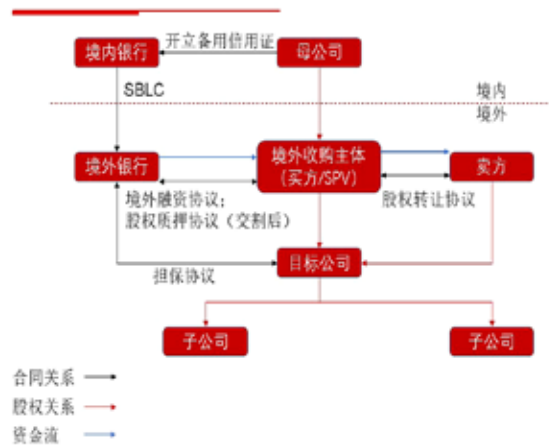 境内银行
开立备用信用证
母公司
SBLC
境内
境外
境外银行
境外收购主体
（买方/SPV）
卖方
境外融资协议；
股权质押协议（交割后）
股权转让协议
目标公司
担保协议
子公司
子公司
合同关系
股权关系
资金流